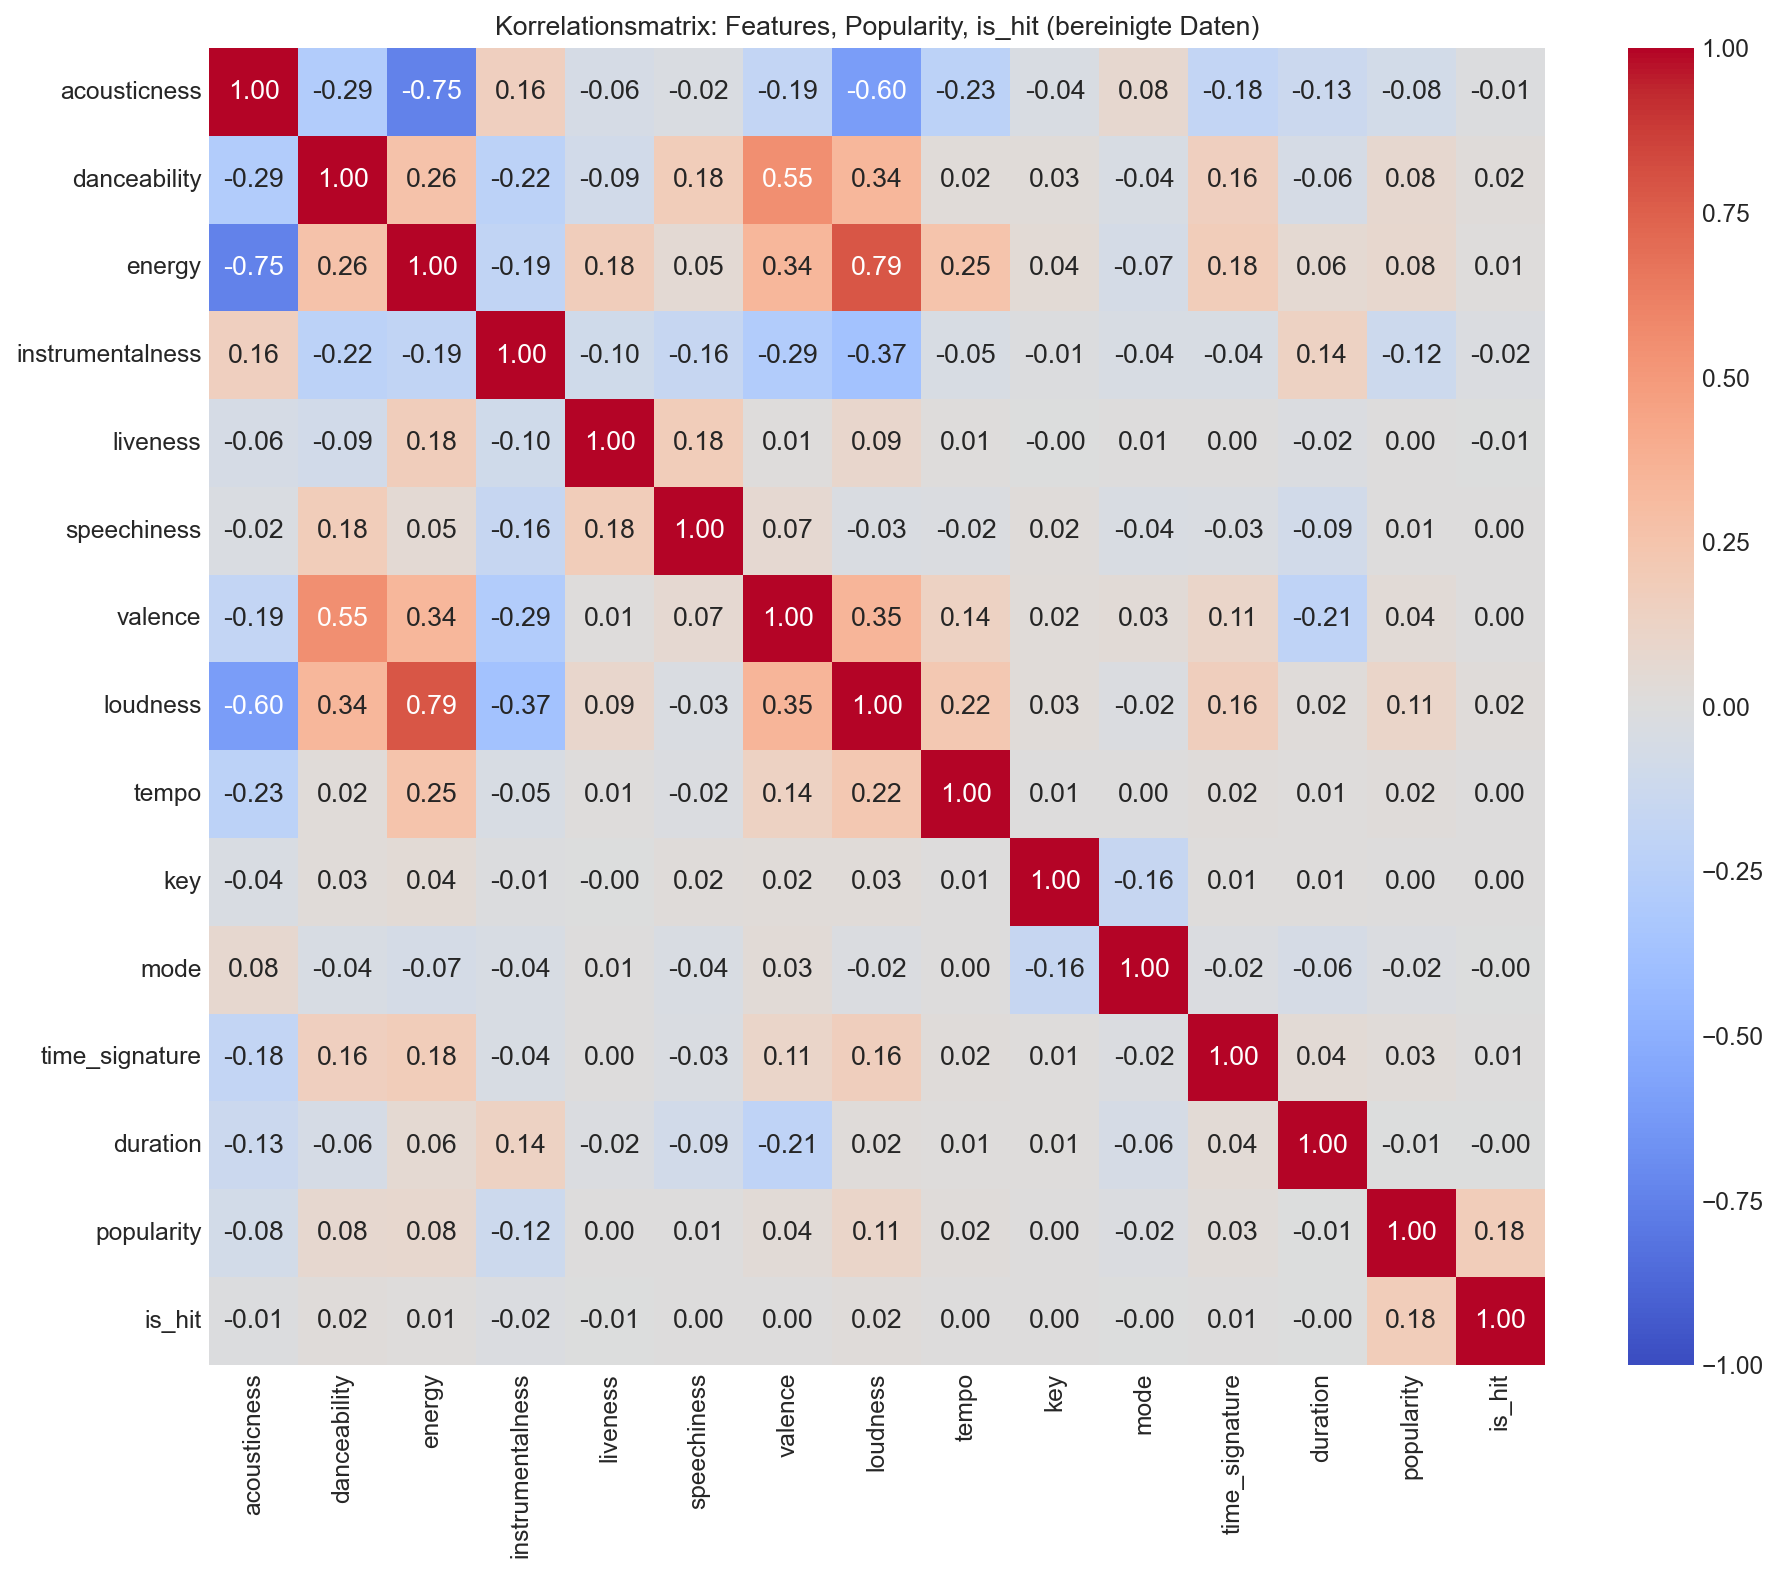 Korrelationsmatrix: Features, Popularity, is_hit (bereinigte Daten)
acousticness 1.00 -0.29 -0.75 0.16 -0.06 -0.02 -0.19 -0.60 -0.23 -0.04 0.08 -0.18 -0.13 -0.08 -0.01
danceability -0.29 1.00 0.26 -0.22 -0.09 0.18 0.55 0.34 0.02 0.03 -0.04 0.16 -0.06 0.08 0.02
energy -0.75 0.26 1.00 -0.19 0.18 0.05 0.34 0.79 0.25 0.04 -0.07 0.18 0.06 0.08 0.01
instrumentalness 0.16 -0.22 -0.19 1.00 -0.10 -0.16 -0.29 -0.37 -0.05 -0.01 -0.04 -0.04 0.14 -0.12 -0.02
liveness -0.06 -0.09 0.18 -0.10 1.00 0.18 0.01 0.09 0.01 -0.00 0.01 0.00 -0.02 0.00 -0.01
speechiness -0.02 0.18 0.05 -0.16 0.18 1.00 0.07 -0.03 -0.02 0.02 -0.04 -0.03 -0.09 0.01 0.00
valence -0.19 0.55 0.34 -0.29 0.01 0.07 1.00 0.35 0.14 0.02 0.03 0.11 -0.21 0.04 0.00
loudness -0.60 0.34 0.79 -0.37 0.09 -0.03 0.35 1.00 0.22 0.03 -0.02 0.16 0.02 0.11 0.02
tempo -0.23 0.02 0.25 -0.05 0.01 -0.02 0.14 0.22 1.00 0.01 0.00 0.02 0.01 0.02 0.00
key -0.04 0.03 0.04 -0.01 -0.00 0.02 0.02 0.03 0.01 1.00 -0.16 0.01 0.01 0.00 0.00
mode 0.08 -0.04 -0.07 -0.04 0.01 -0.04 0.03 -0.02 0.00 -0.16 1.00 -0.02 -0.06 -0.02 -0.00
time_signature -0.18 0.16 0.18 -0.04 0.00 -0.03 0.11 0.16 0.02 0.01 -0.02 1.00 0.04 0.03 0.01
duration -0.13 -0.06 0.06 0.14 -0.02 -0.09 -0.21 0.02 0.01 0.01 -0.06 0.04 1.00 -0.01 -0.00
popularity -0.08 0.08 0.08 -0.12 0.00 0.01 0.04 0.11 0.02 0.00 -0.02 0.03 -0.01 1.00 0.18
is_hit -0.01 0.02 0.01 -0.02 -0.01 0.00 0.00 0.02 0.00 0.00 -0.00 0.01 -0.00 0.18 1.00
acousticness
danceability
energy
instrumentalness
liveness
speechiness
valence
loudness
tempo
key
mode
time_signature
duration
popularity
is_hit
1.00
0.75
0.50
0.25
0.00
−0.25
−0.50
−0.75
−1.00